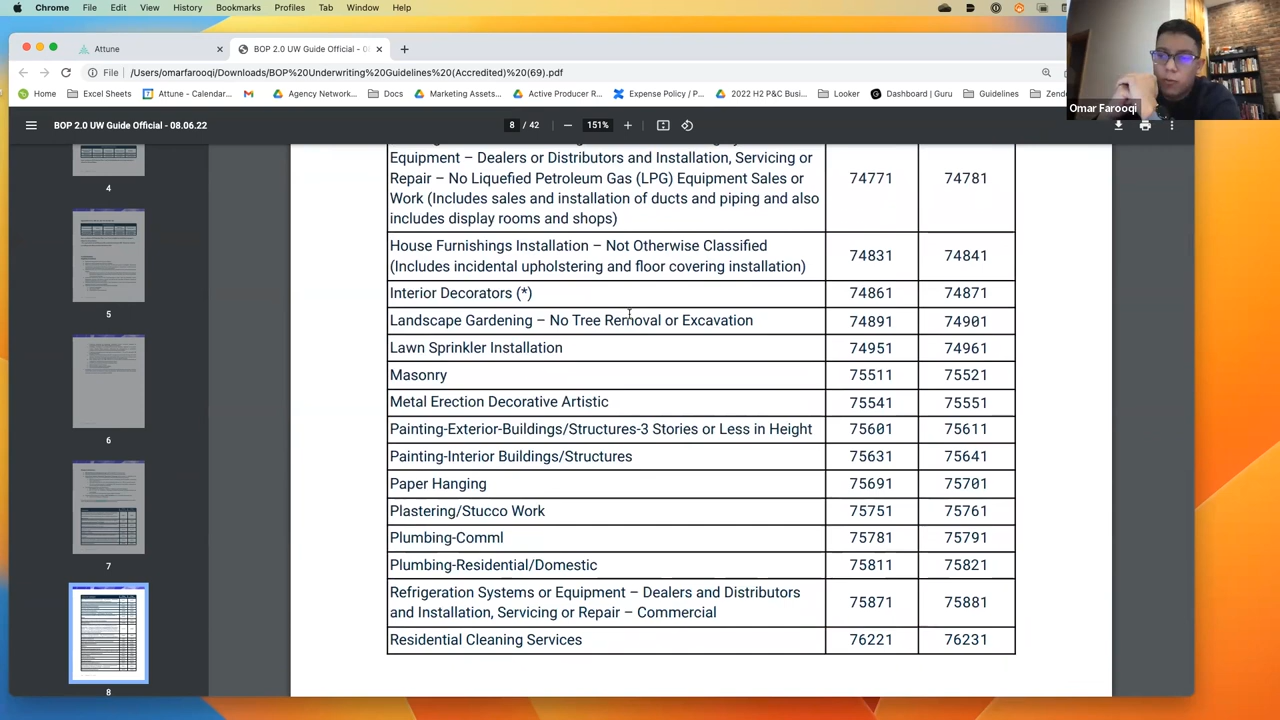 Chrome File Edit View History Bookmarks Profiles Tab Window Help
Attune
BOP 2.0 UW Guide Official - 0
File /Users/omarfarooqi/Downloads/BOP%20Underwriting%20Guidelines%20(Accredited)%20(69).pdf
Home Excel Sheets Attune - Calendar... Agency Network... Docs Marketing Assets... Active Producer R... Expense Policy / P... 2022 H2 P&C Busi... Looker Dashboard | Guru Guidelines Zend
Omar Farooqi
BOP 2.0 UW Guide Official - 08.06.22
8 / 42
151%
4
5
6
7
8
Equipment – Dealers or Distributors and Installation, Servicing or
Repair – No Liquefied Petroleum Gas (LPG) Equipment Sales or
Work (Includes sales and installation of ducts and piping and also
includes display rooms and shops)
74771 74781
House Furnishings Installation – Not Otherwise Classified
(Includes incidental upholstering and floor covering installation)
74831 74841
Interior Decorators (*) 74861 74871
Landscape Gardening – No Tree Removal or Excavation 74891 74901
Lawn Sprinkler Installation 74951 74961
Masonry 75511 75521
Metal Erection Decorative Artistic 75541 75551
Painting-Exterior-Buildings/Structures-3 Stories or Less in Height 75601 75611
Painting-Interior Buildings/Structures 75631 75641
Paper Hanging 75691 75701
Plastering/Stucco Work 75751 75761
Plumbing-Comml 75781 75791
Plumbing-Residential/Domestic 75811 75821
Refrigeration Systems or Equipment – Dealers and Distributors
and Installation, Servicing or Repair – Commercial
75871 75881
Residential Cleaning Services 76221 76231